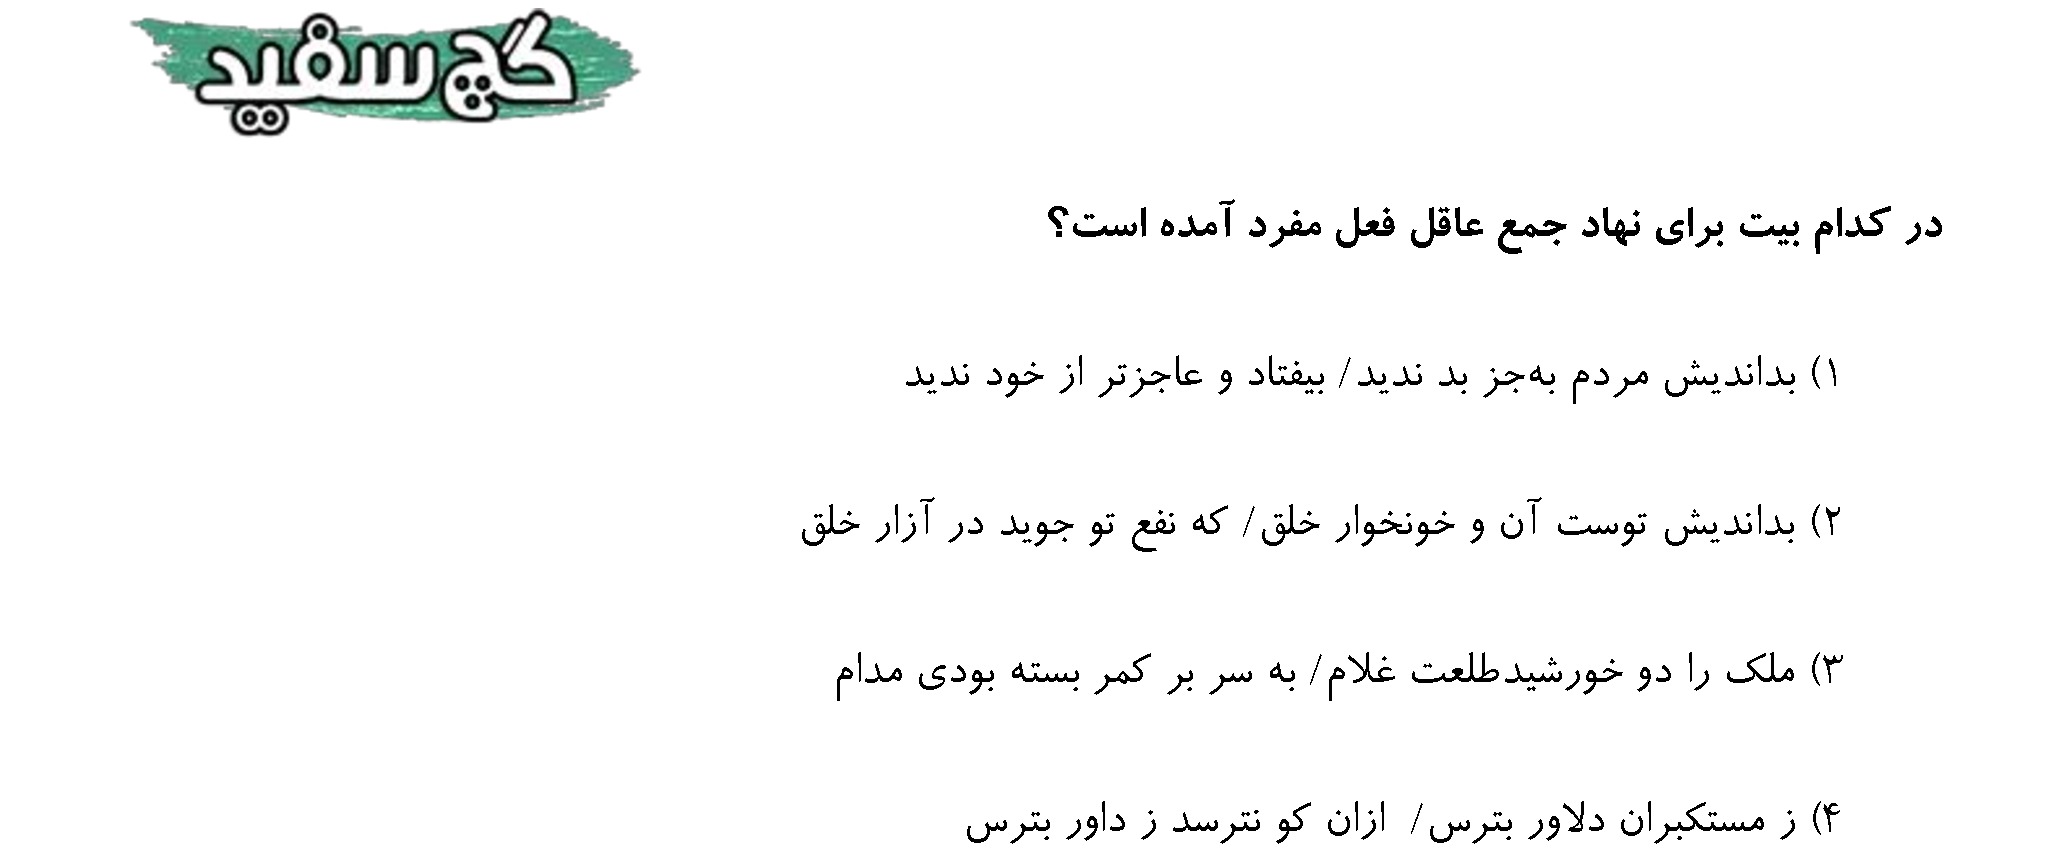 گچ سفید
در کدام بیت برای نهاد جمع عاقل فعل مفرد آمده است؟
۱) بداندیش مردم به‌جز بد ندید/ بیفتاد و عاجزتر از خود ندید
۲) بداندیش توست آن و خونخوار خلق/ که نفع تو جوید در آزار خلق
۳) ملک را دو خورشیدطلعت غلام/ به سر بر کمر بسته بودی مدام
۴) ز مستکبران دلاور بترس/ ازان کو نترسد ز داور بترس